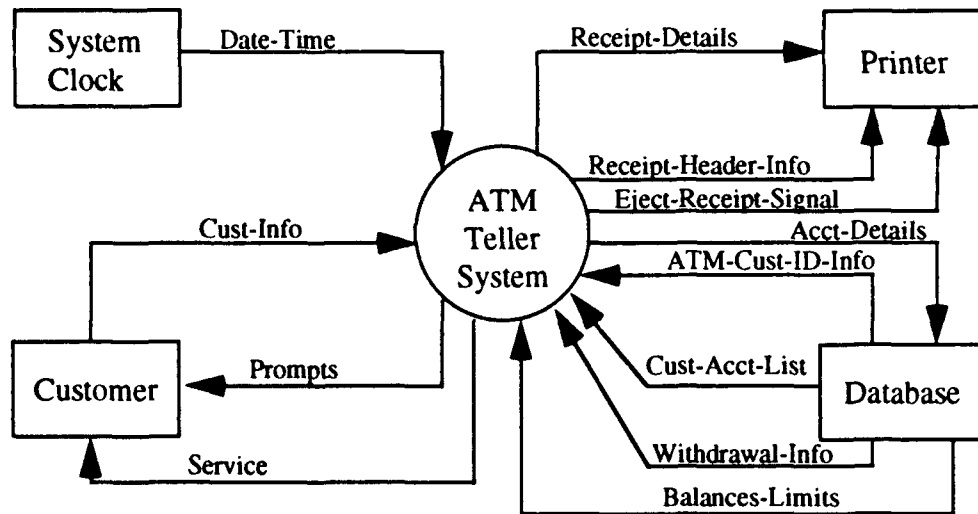 System
Clock
Date-Time
Receipt-Details
Printer
Receipt-Header-Info
Eject-Receipt-Signal
ATM
Teller
System
Cust-Info
Acct-Details
ATM-Cust-ID-Info
Customer
Prompts
Cust-Acct-List
Database
Service
Withdrawal-Info
Balances-Limits